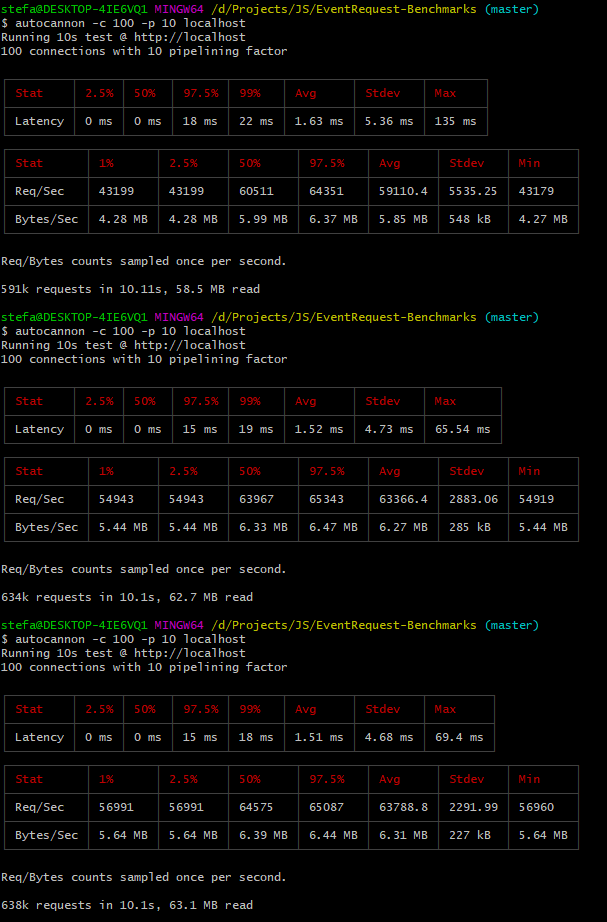 stefa@DESKTOP-4IE6VQ1 MINGW64 /d/Projects/JS/EventRequest-Benchmarks (master)
$ autocannon -c 100 -p 10 localhost
Running 10s test @ http://localhost
100 connections with 10 pipelining factor
Stat 2.5% 50% 97.5% 99% Avg Stdev Max
Latency 0 ms 0 ms 18 ms 22 ms 1.63 ms 5.36 ms 135 ms
Stat 1% 2.5% 50% 97.5% Avg Stdev Min
Req/Sec 43199 43199 60511 64351 59110.4 5535.25 43179
Bytes/Sec 4.28 MB 4.28 MB 5.99 MB 6.37 MB 5.85 MB 548 kB 4.27 MB
Req/Bytes counts sampled once per second.
591k requests in 10.11s, 58.5 MB read
stefa@DESKTOP-4IE6VQ1 MINGW64 /d/Projects/JS/EventRequest-Benchmarks (master)
$ autocannon -c 100 -p 10 localhost
Running 10s test @ http://localhost
100 connections with 10 pipelining factor
Stat 2.5% 50% 97.5% 99% Avg Stdev Max
Latency 0 ms 0 ms 15 ms 19 ms 1.52 ms 4.73 ms 65.54 ms
Stat 1% 2.5% 50% 97.5% Avg Stdev Min
Req/Sec 54943 54943 63967 65343 63366.4 2883.06 54919
Bytes/Sec 5.44 MB 5.44 MB 6.33 MB 6.47 MB 6.27 MB 285 kB 5.44 MB
Req/Bytes counts sampled once per second.
634k requests in 10.1s, 62.7 MB read
stefa@DESKTOP-4IE6VQ1 MINGW64 /d/Projects/JS/EventRequest-Benchmarks (master)
$ autocannon -c 100 -p 10 localhost
Running 10s test @ http://localhost
100 connections with 10 pipelining factor
Stat 2.5% 50% 97.5% 99% Avg Stdev Max
Latency 0 ms 0 ms 15 ms 18 ms 1.51 ms 4.68 ms 69.4 ms
Stat 1% 2.5% 50% 97.5% Avg Stdev Min
Req/Sec 56991 56991 64575 65087 63788.8 2291.99 56960
Bytes/Sec 5.64 MB 5.64 MB 6.39 MB 6.44 MB 6.31 MB 227 kB 5.64 MB
Req/Bytes counts sampled once per second.
638k requests in 10.1s, 63.1 MB read